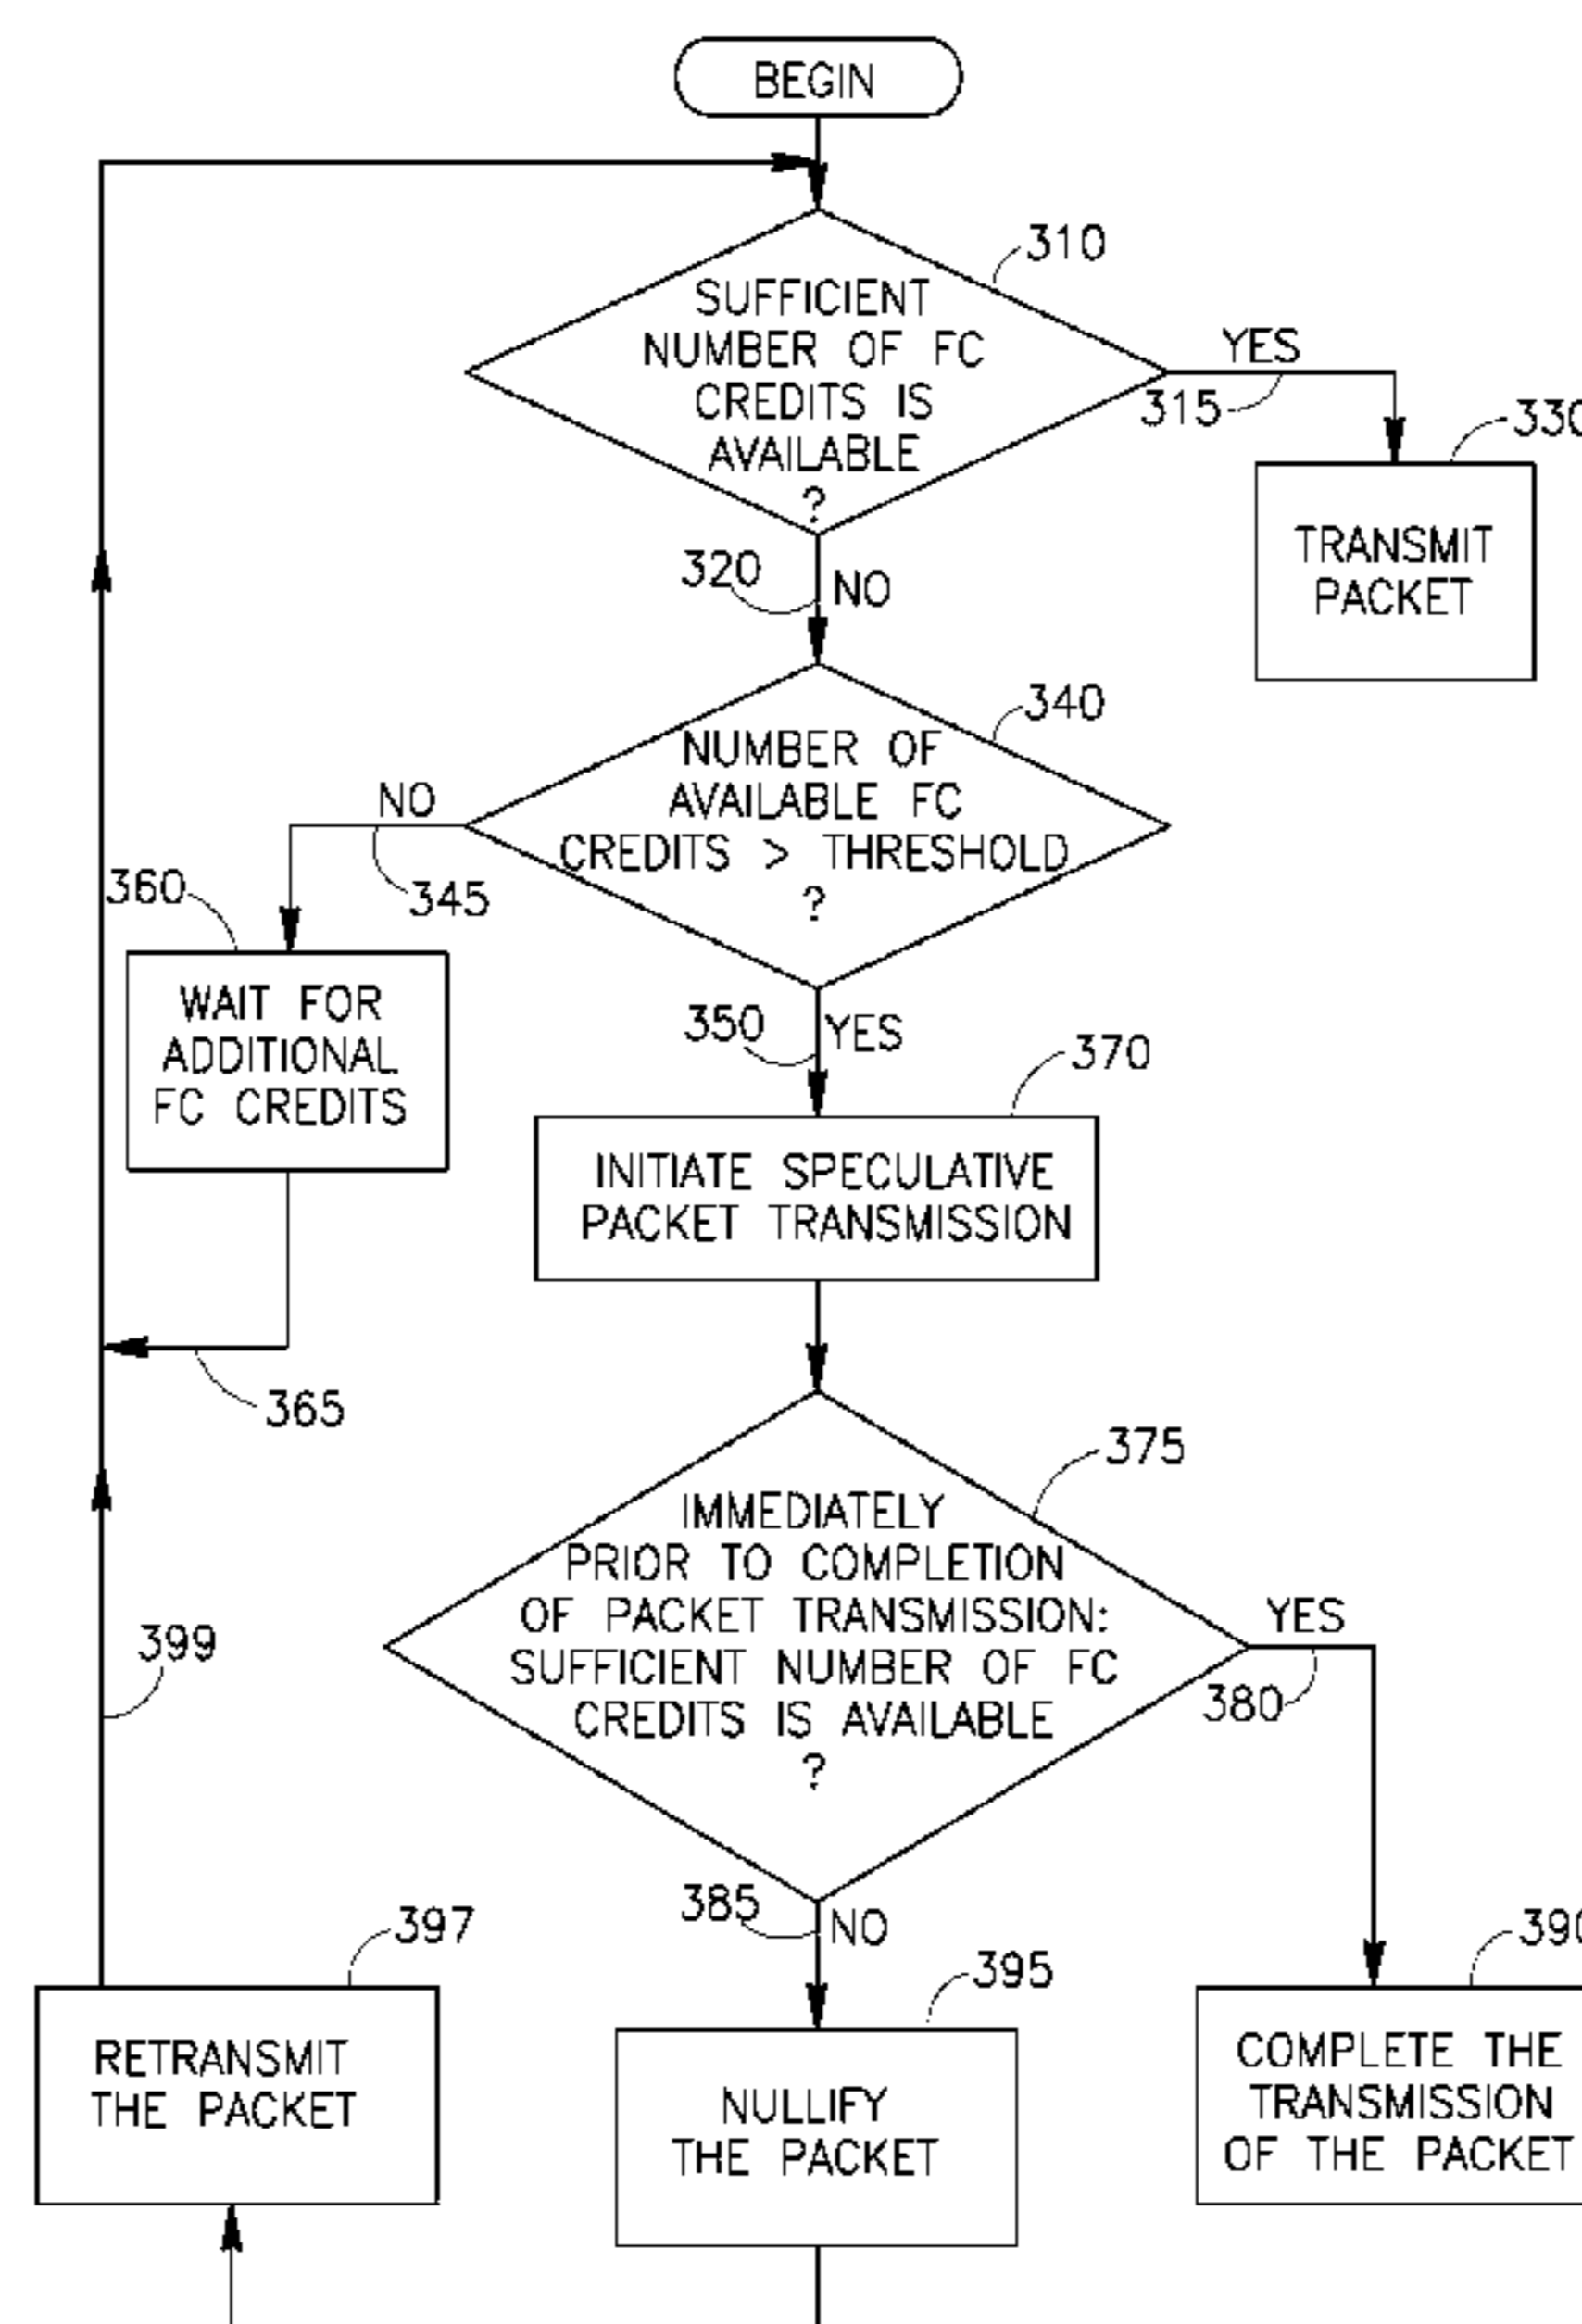 BEGIN
310
SUFFICIENT
NUMBER OF FC
CREDITS IS
AVAILABLE
?
YES
315
330
TRANSMIT
PACKET
320
NO
340
NUMBER OF
AVAILABLE FC
CREDITS > THRESHOLD
?
NO
345
360
WAIT FOR
ADDITIONAL
FC CREDITS
365
350
YES
370
INITIATE SPECULATIVE
PACKET TRANSMISSION
375
IMMEDIATELY
PRIOR TO COMPLETION
OF PACKET TRANSMISSION:
SUFFICIENT NUMBER OF FC
CREDITS IS AVAILABLE
?
YES
380
399
385
NO
397
RETRANSMIT
THE PACKET
395
NULLIFY
THE PACKET
390
COMPLETE THE
TRANSMISSION
OF THE PACKET